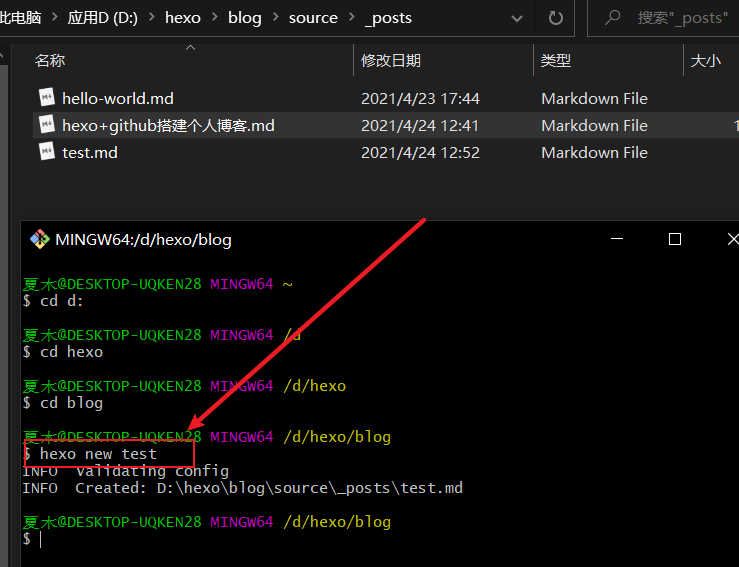 此电脑 > 应用D (D:) > hexo > blog > source > _posts 搜索"_posts"
名称 修改日期 类型 大小
hello-world.md 2021/4/23 17:44 Markdown File
hexo+github搭建个人博客.md 2021/4/24 12:41 Markdown File
test.md 2021/4/24 12:52 Markdown File
MINGW64:/d/hexo/blog
夏木@DESKTOP-UQKEN28 MINGW64 ~
$ cd d:
夏木@DESKTOP-UQKEN28 MINGW64 /d
$ cd hexo
夏木@DESKTOP-UQKEN28 MINGW64 /d/hexo
$ cd blog
夏木@DESKTOP-UQKEN28 MINGW64 /d/hexo/blog
$ hexo new test
INFO  Validating config
INFO  Created: D:\hexo\blog\source\_posts\test.md
夏木@DESKTOP-UQKEN28 MINGW64 /d/hexo/blog
$